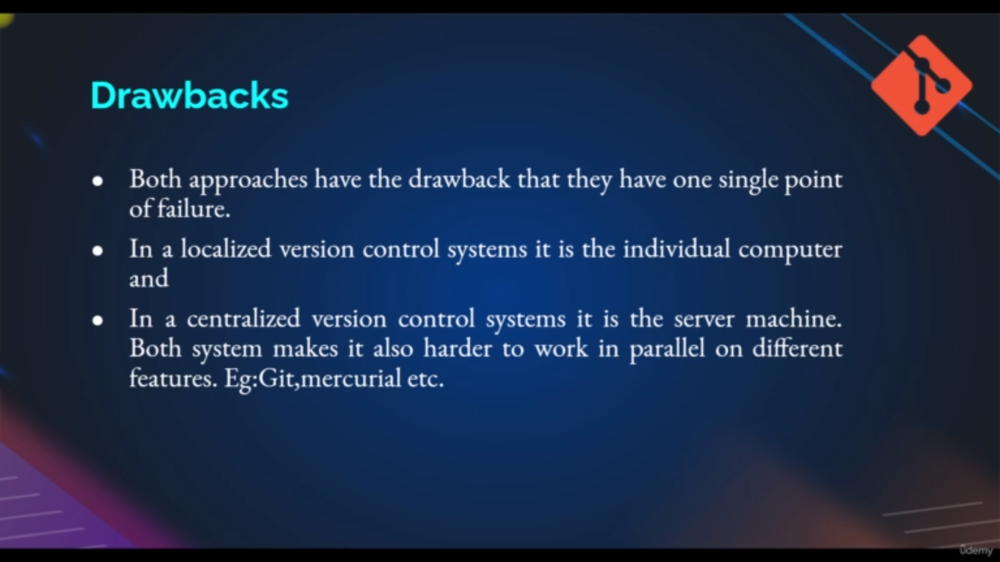 Drawbacks
● Both approaches have the drawback that they have one single point
of failure.
● In a localized version control systems it is the individual computer
and
● In a centralized version control systems it is the server machine.
Both system makes it also harder to work in parallel on different
features. Eg:Git,mercurial etc.
ûdemy